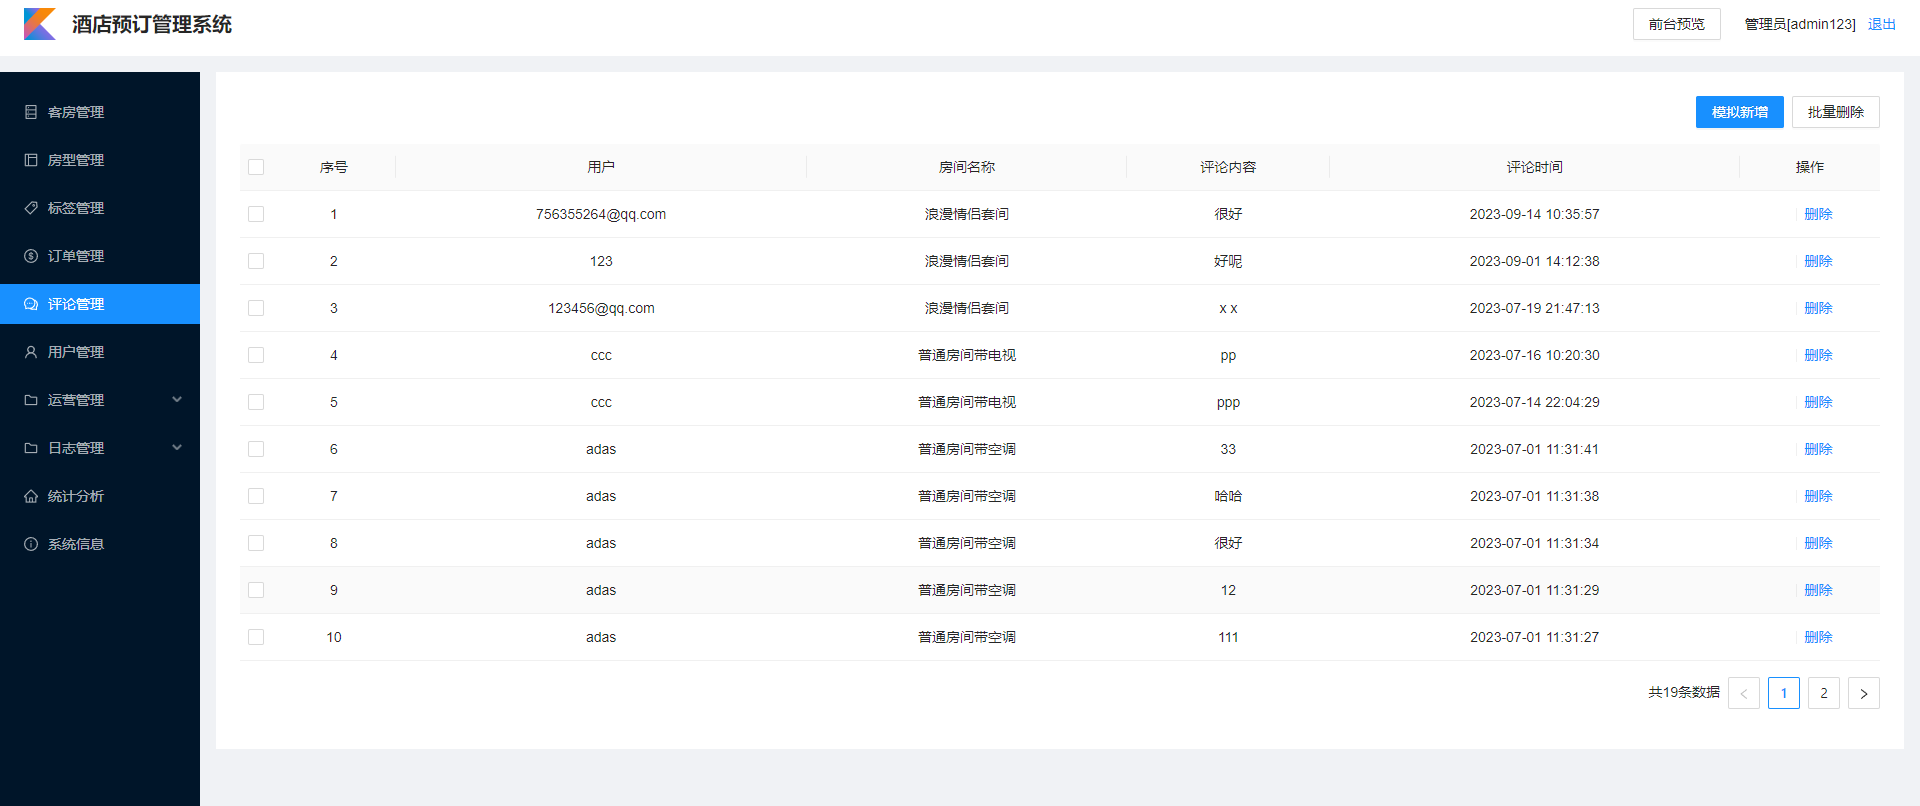 酒店预订管理系统
前台预览 管理员[admin123] 退出
客房管理
房型管理
标签管理
订单管理
评论管理
用户管理
运营管理
日志管理
统计分析
系统信息
模拟新增 批量删除
序号 用户 房间名称 评论内容 评论时间 操作
1 756355264@qq.com 浪漫情侣套间 很好 2023-09-14 10:35:57 删除
2 123 浪漫情侣套间 好呢 2023-09-01 14:12:38 删除
3 123456@qq.com 浪漫情侣套间 x x 2023-07-19 21:47:13 删除
4 ccc 普通房间带电视 pp 2023-07-16 10:20:30 删除
5 ccc 普通房间带电视 ppp 2023-07-14 22:04:29 删除
6 adas 普通房间带空调 33 2023-07-01 11:31:41 删除
7 adas 普通房间带空调 哈哈 2023-07-01 11:31:38 删除
8 adas 普通房间带空调 很好 2023-07-01 11:31:34 删除
9 adas 普通房间带空调 12 2023-07-01 11:31:29 删除
10 adas 普通房间带空调 111 2023-07-01 11:31:27 删除
共19条数据 < 1 2 >